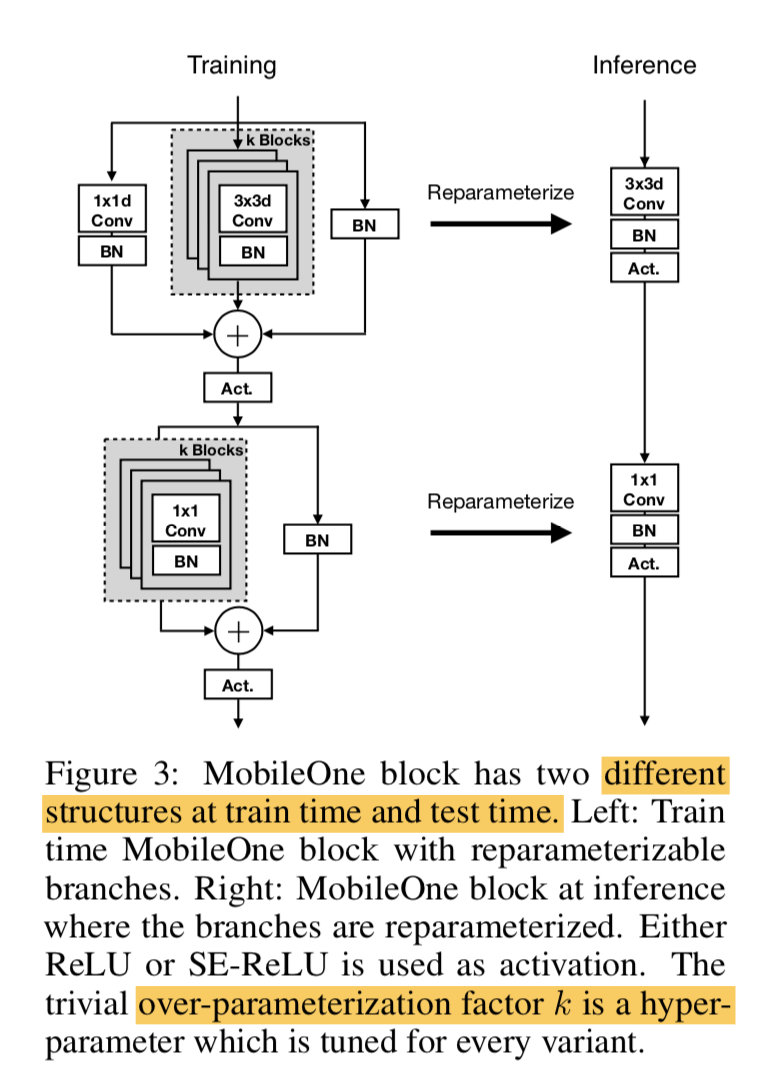 Training
Inference
k Blocks
1x1d
Conv
BN
3x3d
Conv
BN
BN
Reparameterize
3x3d
Conv
BN
Act.
+
Act.
k Blocks
1x1
Conv
BN
BN
Reparameterize
1x1
Conv
BN
Act.
+
Act.
Figure 3: MobileOne block has two different
structures at train time and test time. Left: Train
time MobileOne block with reparameterizable
branches. Right: MobileOne block at inference
where the branches are reparameterized. Either
ReLU or SE-ReLU is used as activation. The
trivial over-parameterization factor k is a hyper-
parameter which is tuned for every variant.